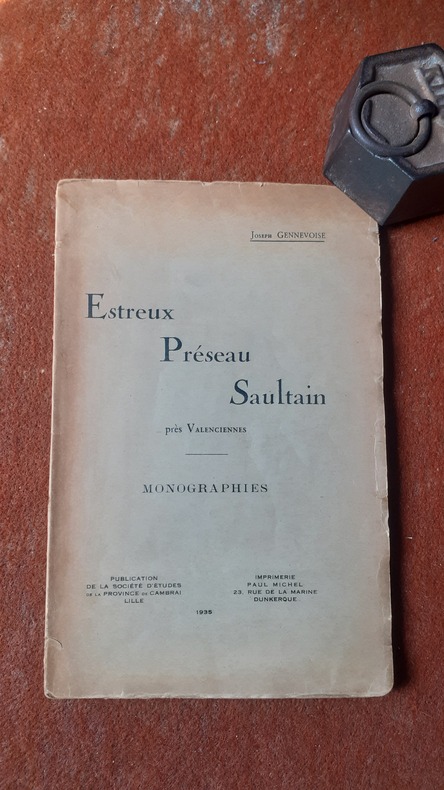 Joseph GENNEVOISE
Estreux
Préseau
Saultain
près VALENCIENNES
MONOGRAPHIES
PUBLICATION
DE LA SOCIÉTÉ D'ÉTUDES
DE LA PROVINCE DE CAMBRAI
LILLE
IMPRIMERIE
PAUL MICHEL
23, RUE DE LA MARINE
DUNKERQUE
1935